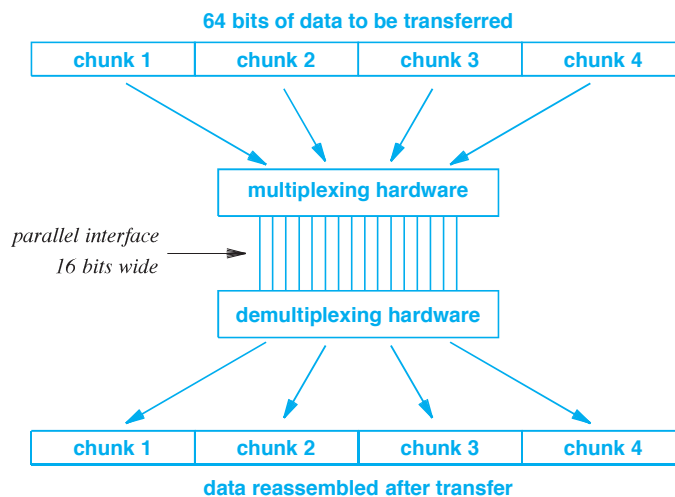 64 bits of data to be transferred
chunk 1 chunk 2 chunk 3 chunk 4
multiplexing hardware
parallel interface
16 bits wide
demultiplexing hardware
chunk 1 chunk 2 chunk 3 chunk 4
data reassembled after transfer